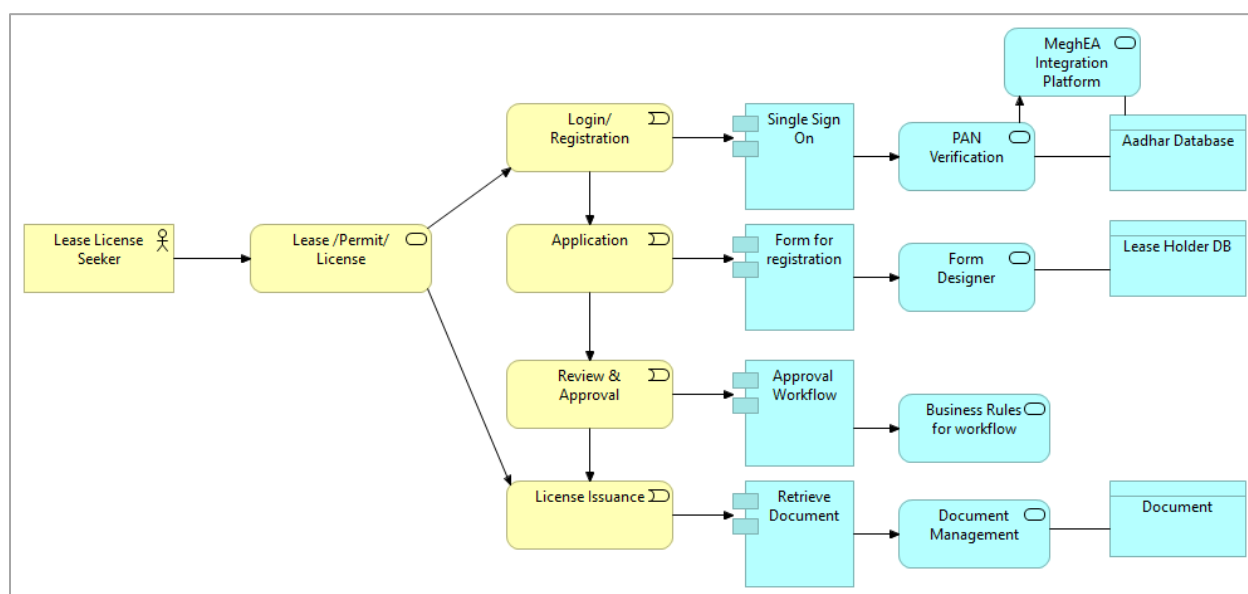 MeghEA
Integration
Platform
Login/
Registration
Single Sign
On
PAN
Verification
Aadhar Database
Lease License
Seeker
Lease /Permit/
License
Application
Form for
registration
Form
Designer
Lease Holder DB
Review &
Approval
Approval
Workflow
Business Rules
for workflow
License Issuance
Retrieve
Document
Document
Management
Document